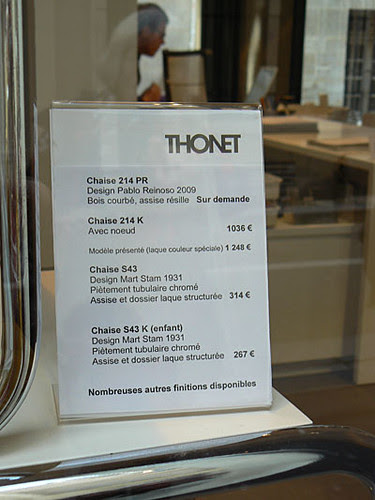 THONET
Chaise 214 PR
Design Pablo Reinoso 2009
Bois courbé, assise résille Sur demande
Chaise 214 K
Avec noeud 1036 €
Modèle présenté (laque couleur spéciale) 1 248 €
Chaise S43
Design Mart Stam 1931
Piètement tubulaire chromé
Assise et dossier laque structurée 314 €
Chaise S43 K (enfant)
Design Mart Stam 1931
Piètement tubulaire chromé
Assise et dossier laque structurée 267 €
Nombreuses autres finitions disponibles